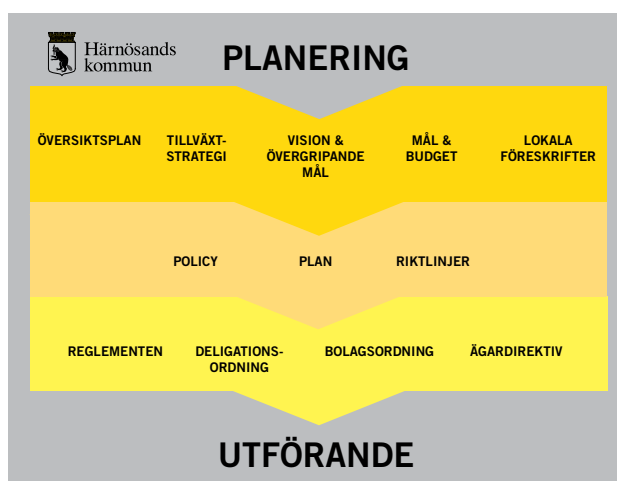 Härnösands
kommun
PLANERING
ÖVERSIKTSPLAN
TILLVÄXT-
STRATEGI
VISION &
ÖVERGRIPANDE
MÅL
MÅL &
BUDGET
LOKALA
FÖRESKRIFTER
POLICY
PLAN
RIKTLINJER
REGLEMENTEN
DELIGATIONS-
ORDNING
BOLAGSORDNING
ÄGARDIREKTIV
UTFÖRANDE